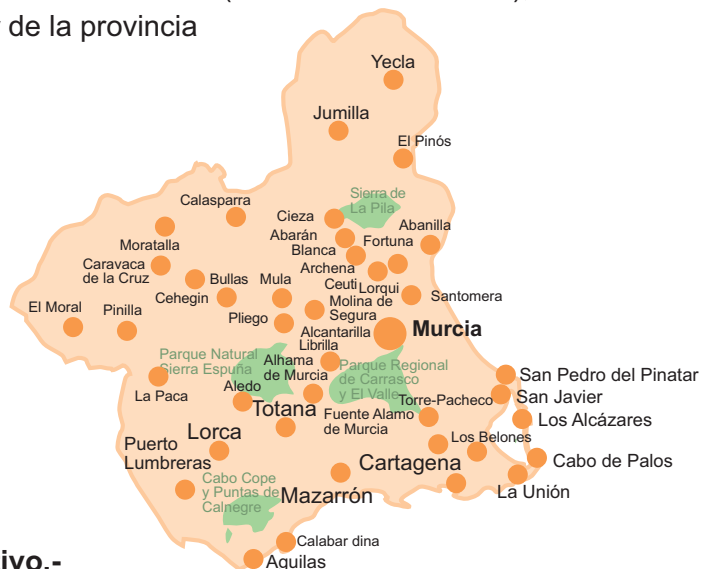 de la provincia
Yecla
Jumilla
El Pinós
Sierra de
La Pila
Calasparra
Cieza
Abanilla
Abarán
Fortuna
Blanca
Moratalla
Caravaca
de la Cruz
Archena
Bullas
Mula
Ceuti
Lorqui
Cehegin
Santomera
Molina de
Segura
El Moral
Pinilla
Pliego
Alcantarilla
Murcia
Librilla
Parque Natural
Sierra Espuña
Alhama
de Murcia
Parque Regional
de Carrasco
y El Valle
San Pedro del Pinatar
La Paca
Aledo
Torre-Pacheco
San Javier
Totana
Fuente Alamo
de Murcia
Los Alcázares
Lorca
Puerto
Lumbreras
Los Belones
Cartagena
Cabo de Palos
Cabo Cope
y Puntas de
Calnegre
Mazarrón
La Unión
Calabar dina
ivo.-
Aguilas